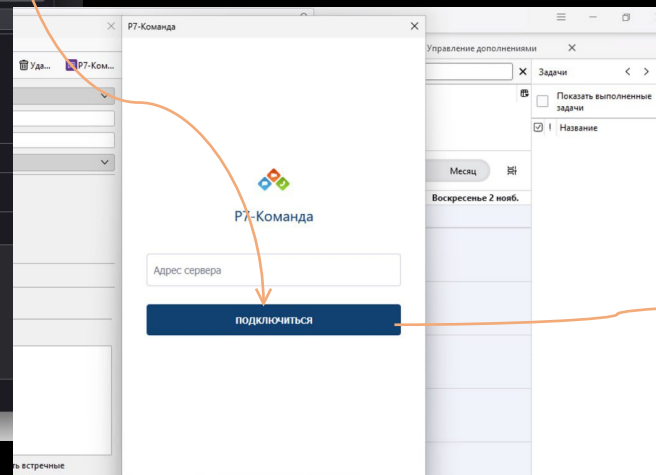 Р7-Команда
Управление дополнениями
Уда...
Р7-Ком...
Задачи
Показать выполненные
задачи
Название
Месяц
Воскресенье 2 нояб.
Р7-Команда
Адрес сервера
ПОДКЛЮЧИТЬСЯ
ть встречные